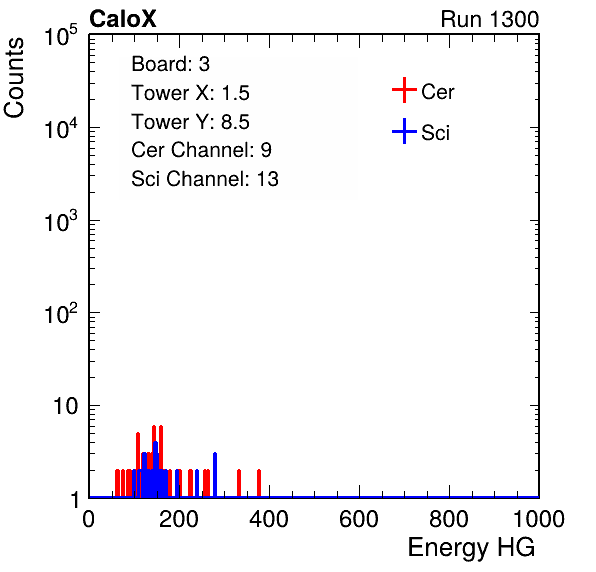 CaloX Run 1300
Counts
10^5
10^4
10^3
10^2
10
1
Board: 3
Tower X: 1.5
Tower Y: 8.5
Cer Channel: 9
Sci Channel: 13
Cer
Sci
0 200 400 600 800 1000
Energy HG